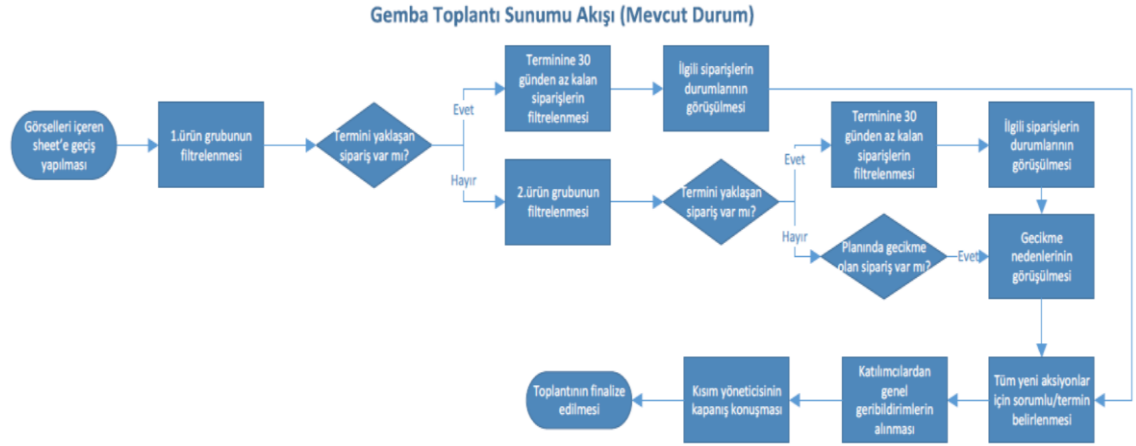 Gemba Toplantı Sunumu Akışı (Mevcut Durum)
Görselleri içeren
sheet'e geçiş
yapılması
1.ürün grubunun
filtrelenmesi
Termini yaklaşan
sipariş var mı?
Evet
Hayır
Terminine 30
günden az kalan
siparişlerin
filtrelenmesi
İlgili siparişlerin
durumlarının
görüşülmesi
2.ürün grubunun
filtrelenmesi
Termini yaklaşan
sipariş var mı?
Evet
Hayır
Terminine 30
günden az kalan
siparişlerin
filtrelenmesi
İlgili siparişlerin
durumlarının
görüşülmesi
Planında gecikme
olan sipariş var mı?
Evet
Gecikme
nedenlerinin
görüşülmesi
Tüm yeni aksiyonlar
için sorumlu/termin
belirlenmesi
Katılımcılardan
genel
geribildirimlerin
alınması
Kısım yöneticisinin
kapanış konuşması
Toplantının finalize
edilmesi